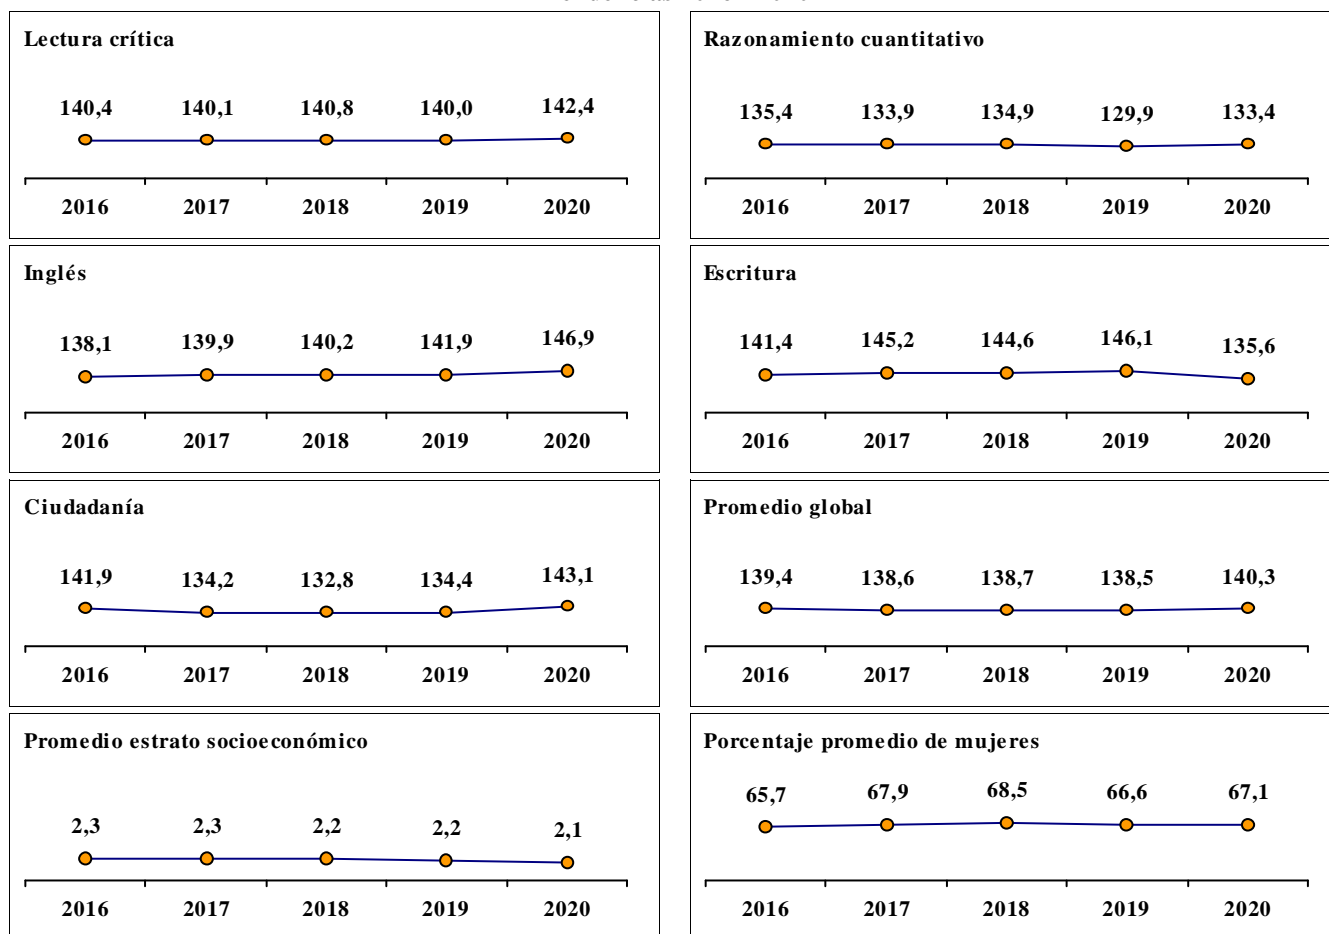 Lectura crítica
140,4 140,1 140,8 140,0 142,4
2016 2017 2018 2019 2020
Razonamiento cuantitativo
135,4 133,9 134,9 129,9 133,4
2016 2017 2018 2019 2020
Inglés
138,1 139,9 140,2 141,9 146,9
2016 2017 2018 2019 2020
Escritura
141,4 145,2 144,6 146,1 135,6
2016 2017 2018 2019 2020
Ciudadanía
141,9 134,2 132,8 134,4 143,1
2016 2017 2018 2019 2020
Promedio global
139,4 138,6 138,7 138,5 140,3
2016 2017 2018 2019 2020
Promedio estrato socioeconómico
2,3 2,3 2,2 2,2 2,1
2016 2017 2018 2019 2020
Porcentaje promedio de mujeres
65,7 67,9 68,5 66,6 67,1
2016 2017 2018 2019 2020